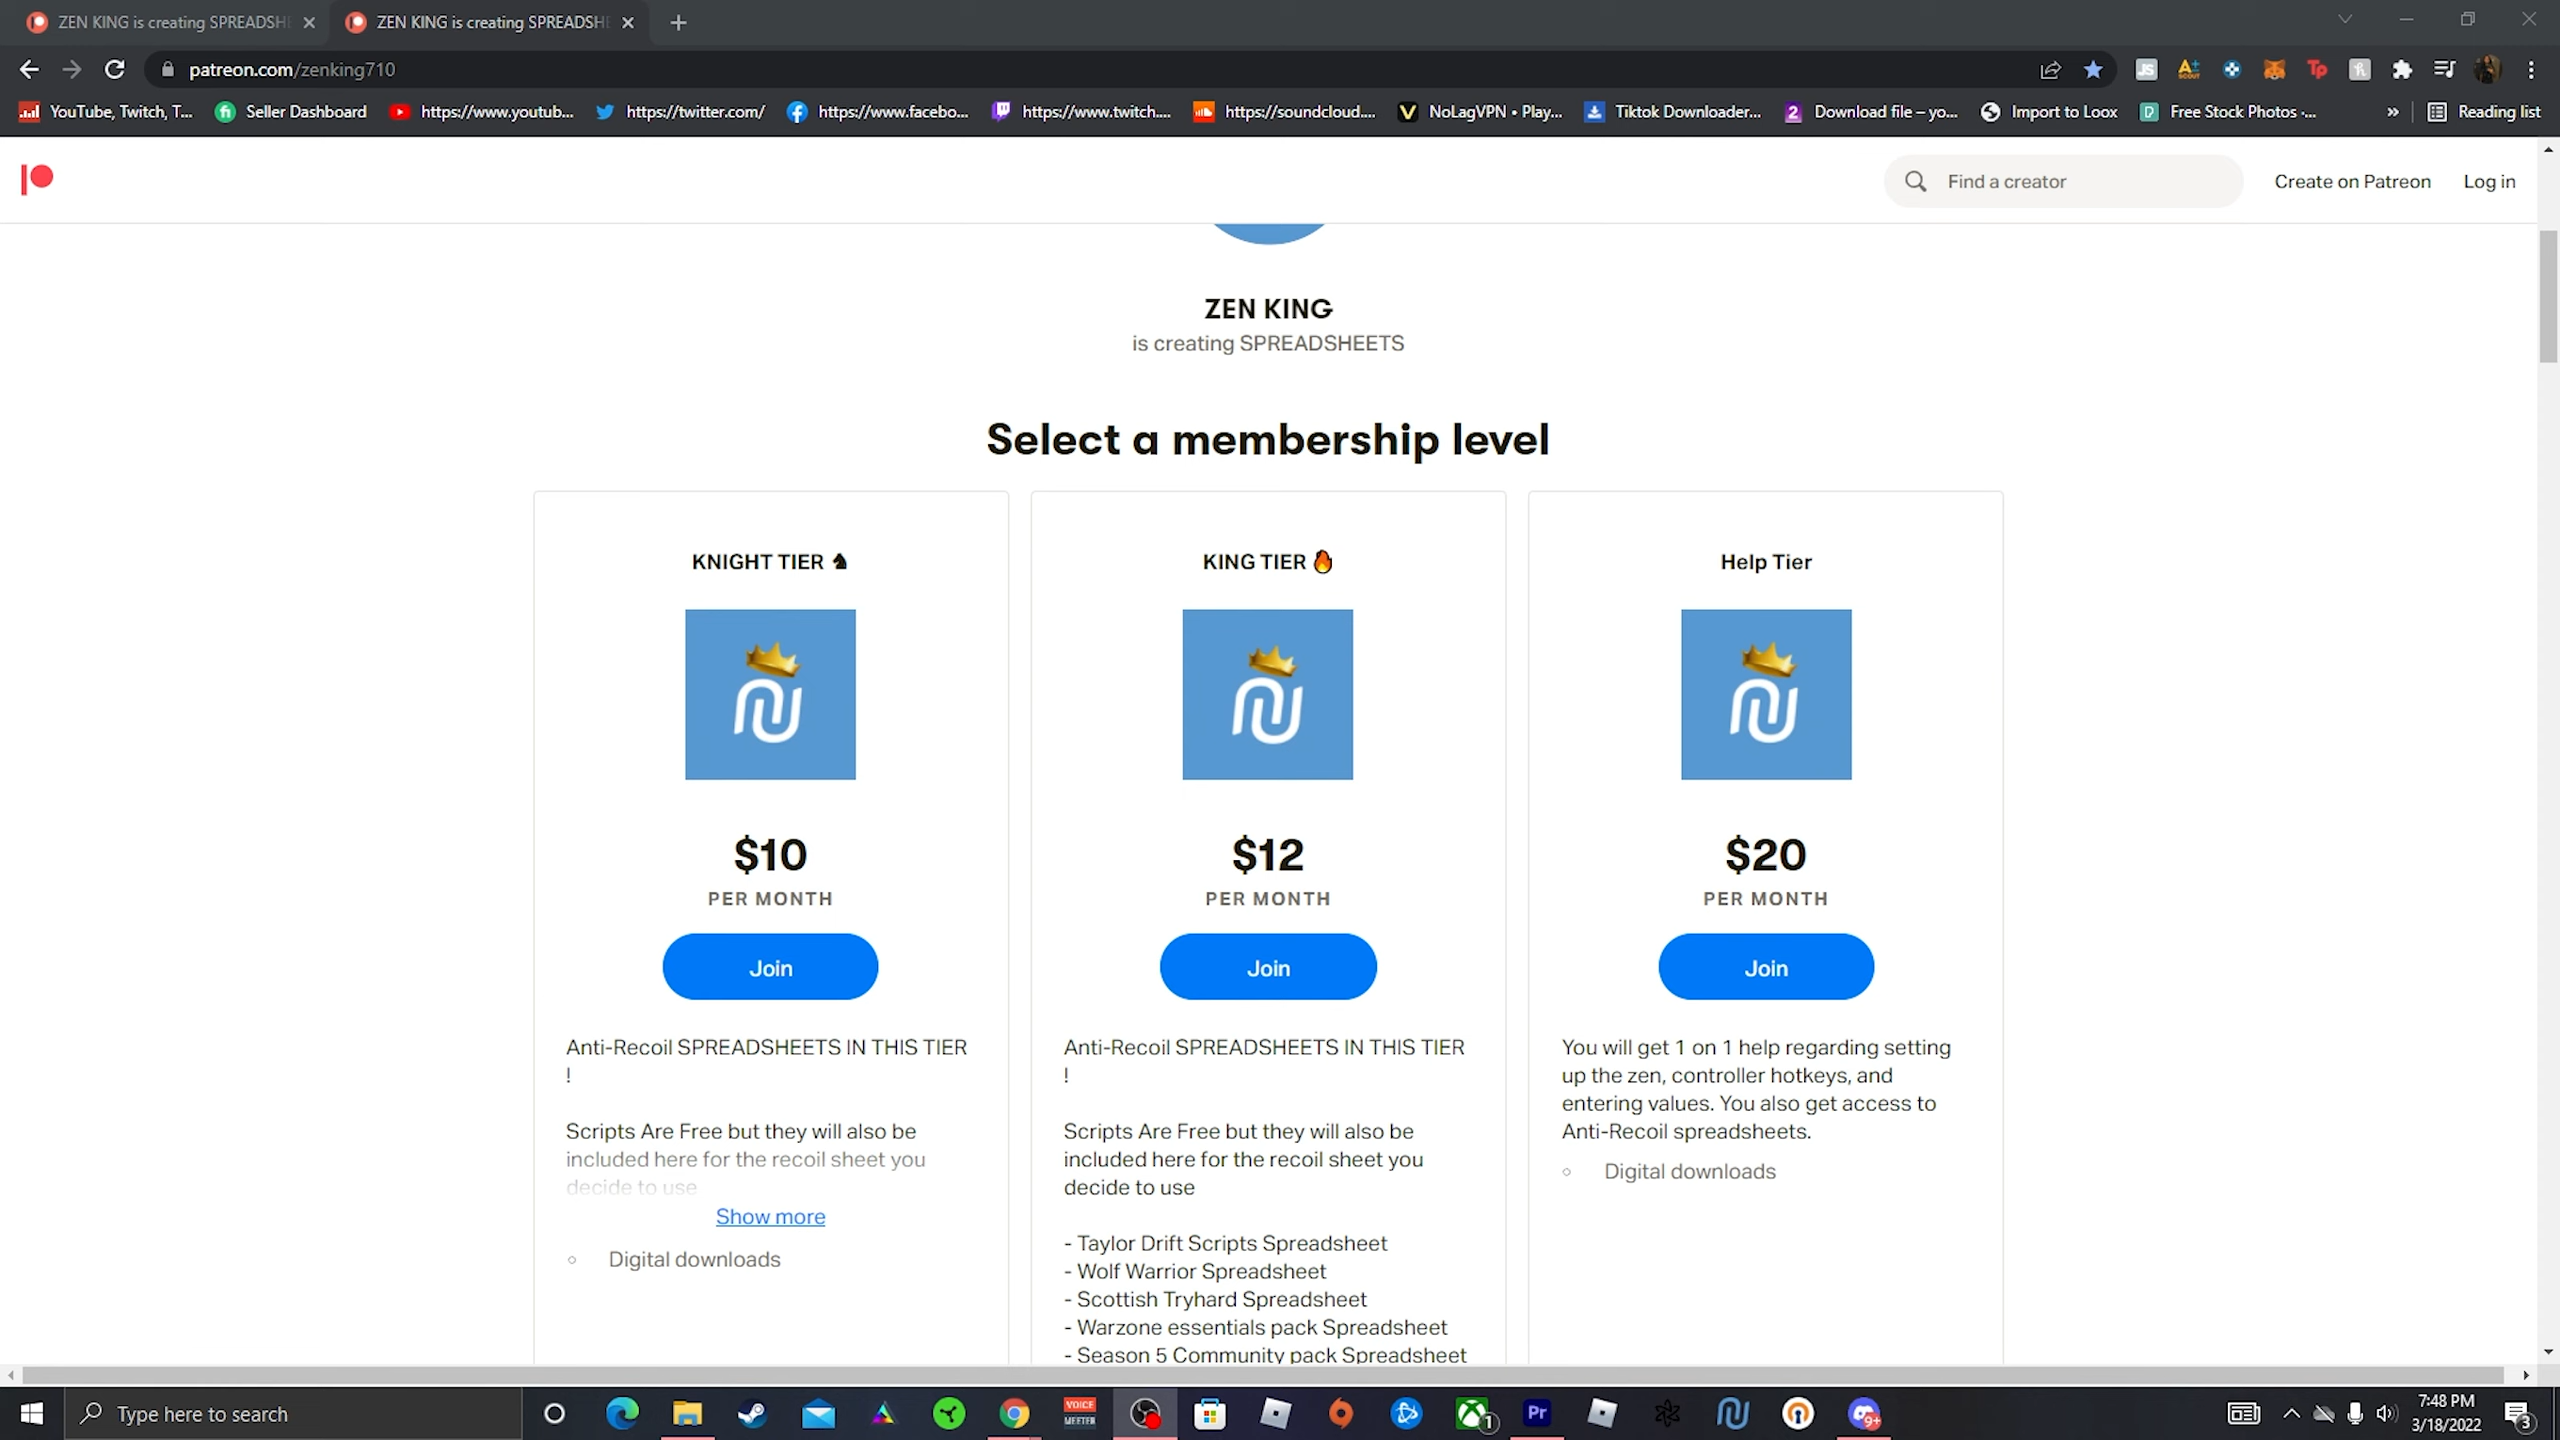 ZEN KING is creating SPREADSH
ZEN KING is creating SPREADSH
patreon.com/zenking710
YouTube, Twitch, T...
Seller Dashboard
https://www.youtub...
https://twitter.com/
https://www.facebo...
https://www.twitch....
https://soundcloud....
NoLagVPN • Play...
Tiktok Downloader...
Download file – yo...
Import to Loox
Free Stock Photos ·...
»
Reading list
Find a creator
Create on Patreon
Log in
ZEN KING
is creating SPREADSHEETS
Select a membership level
KNIGHT TIER ♞
$10
PER MONTH
Join
Anti-Recoil SPREADSHEETS IN THIS TIER
!
Scripts Are Free but they will also be
included here for the recoil sheet you
decide to use
Show more
Digital downloads
KING TIER 🔥
$12
PER MONTH
Join
Anti-Recoil SPREADSHEETS IN THIS TIER
!
Scripts Are Free but they will also be
included here for the recoil sheet you
decide to use
- Taylor Drift Scripts Spreadsheet
- Wolf Warrior Spreadsheet
- Scottish Tryhard Spreadsheet
- Warzone essentials pack Spreadsheet
- Season 5 Community pack Spreadsheet
Help Tier
$20
PER MONTH
Join
You will get 1 on 1 help regarding setting
up the zen, controller hotkeys, and
entering values. You also get access to
Anti-Recoil spreadsheets.
Digital downloads
Type here to search
VOICE
MEETER
1
Pr
9+
7:48 PM
3/18/2022
3